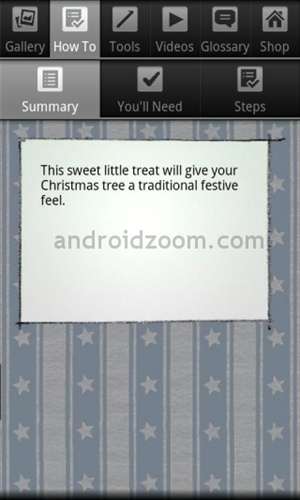 Gallery How To Tools Videos Glossary Shop
Summary You'll Need Steps
This sweet little treat will give your
Christmas tree a traditional festive
feel.
androidzoom.com